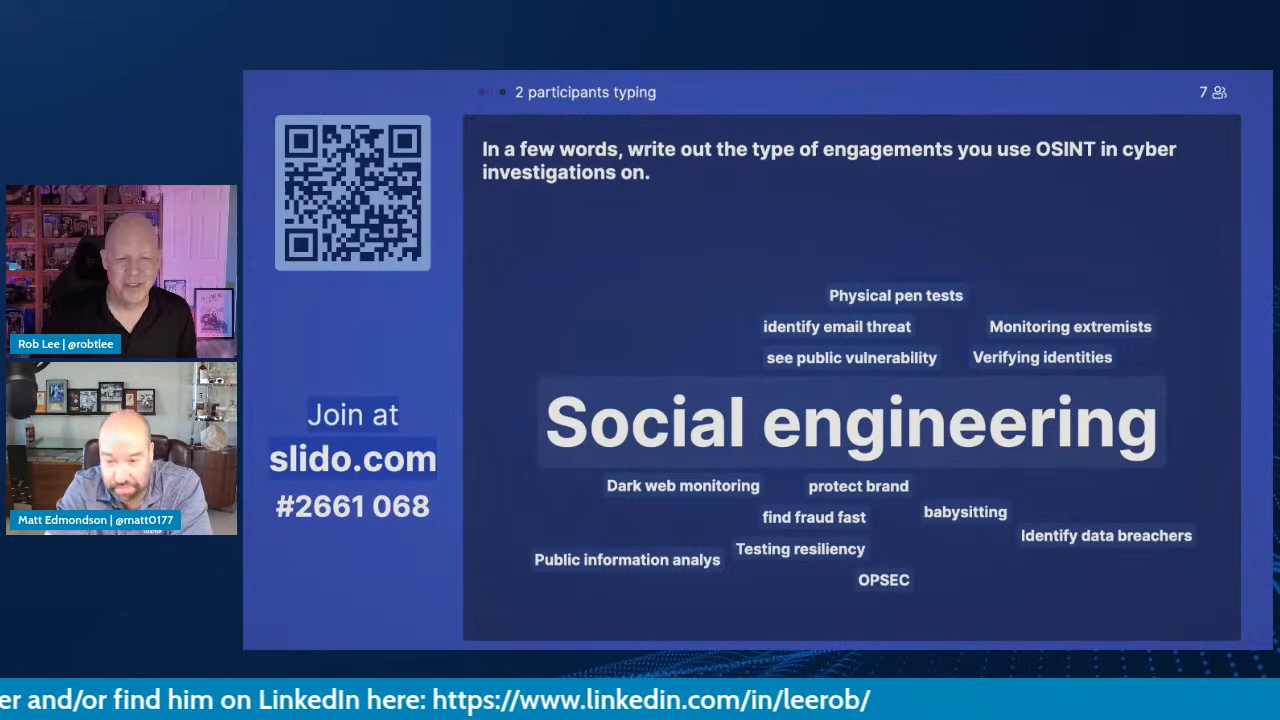 2 participants typing
7
In a few words, write out the type of engagements you use OSINT in cyber
investigations on.
Physical pen tests
identify email threat
Monitoring extremists
see public vulnerability
Verifying identities
Social engineering
Dark web monitoring
protect brand
find fraud fast
babysitting
Identify data breachers
Testing resiliency
Public information analys
OPSEC
Join at
slido.com
#2661 068
Rob Lee | @robtlee
Matt Edmondson | @matt0177
er and/or find him on LinkedIn here: https://www.linkedin.com/in/leerob/